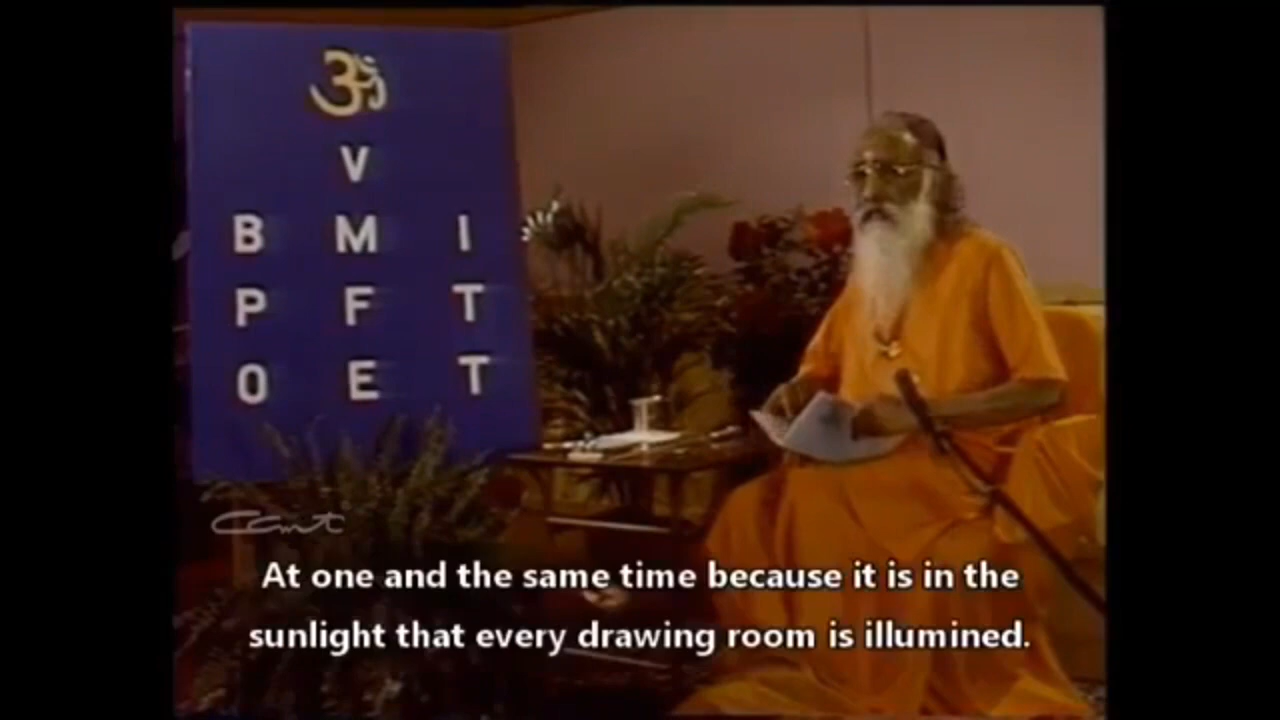 ॐ
V
B M I
P F T
O E T
At one and the same time because it is in the
sunlight that every drawing room is illumined.